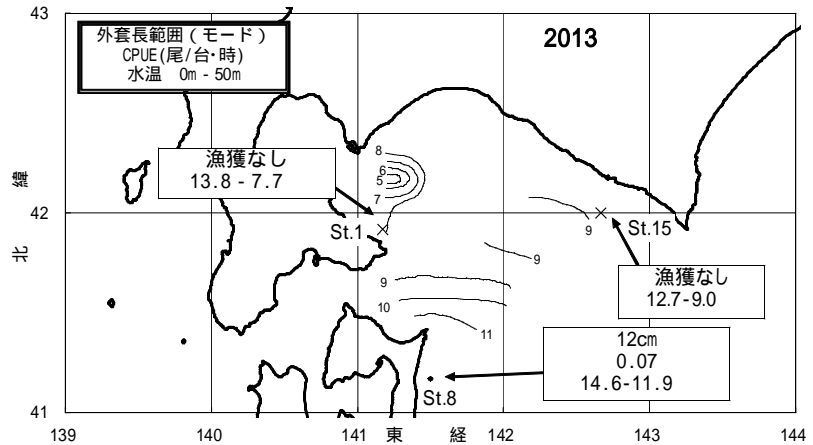 43
外套長範囲(モード)
CPUE(尾/台・時)
水温 0m - 50m
2013
漁獲なし
13.8 - 7.7
8
6
5
7
北 緯
42
St.1
9
St.15
漁獲なし
12.7-9.0
9
9
10
11
12cm
0.07
14.6-11.9
St.8
41
139
140
141
東 経
142
143
144